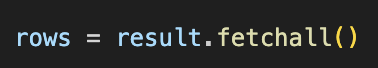 rows = result.fetchall()